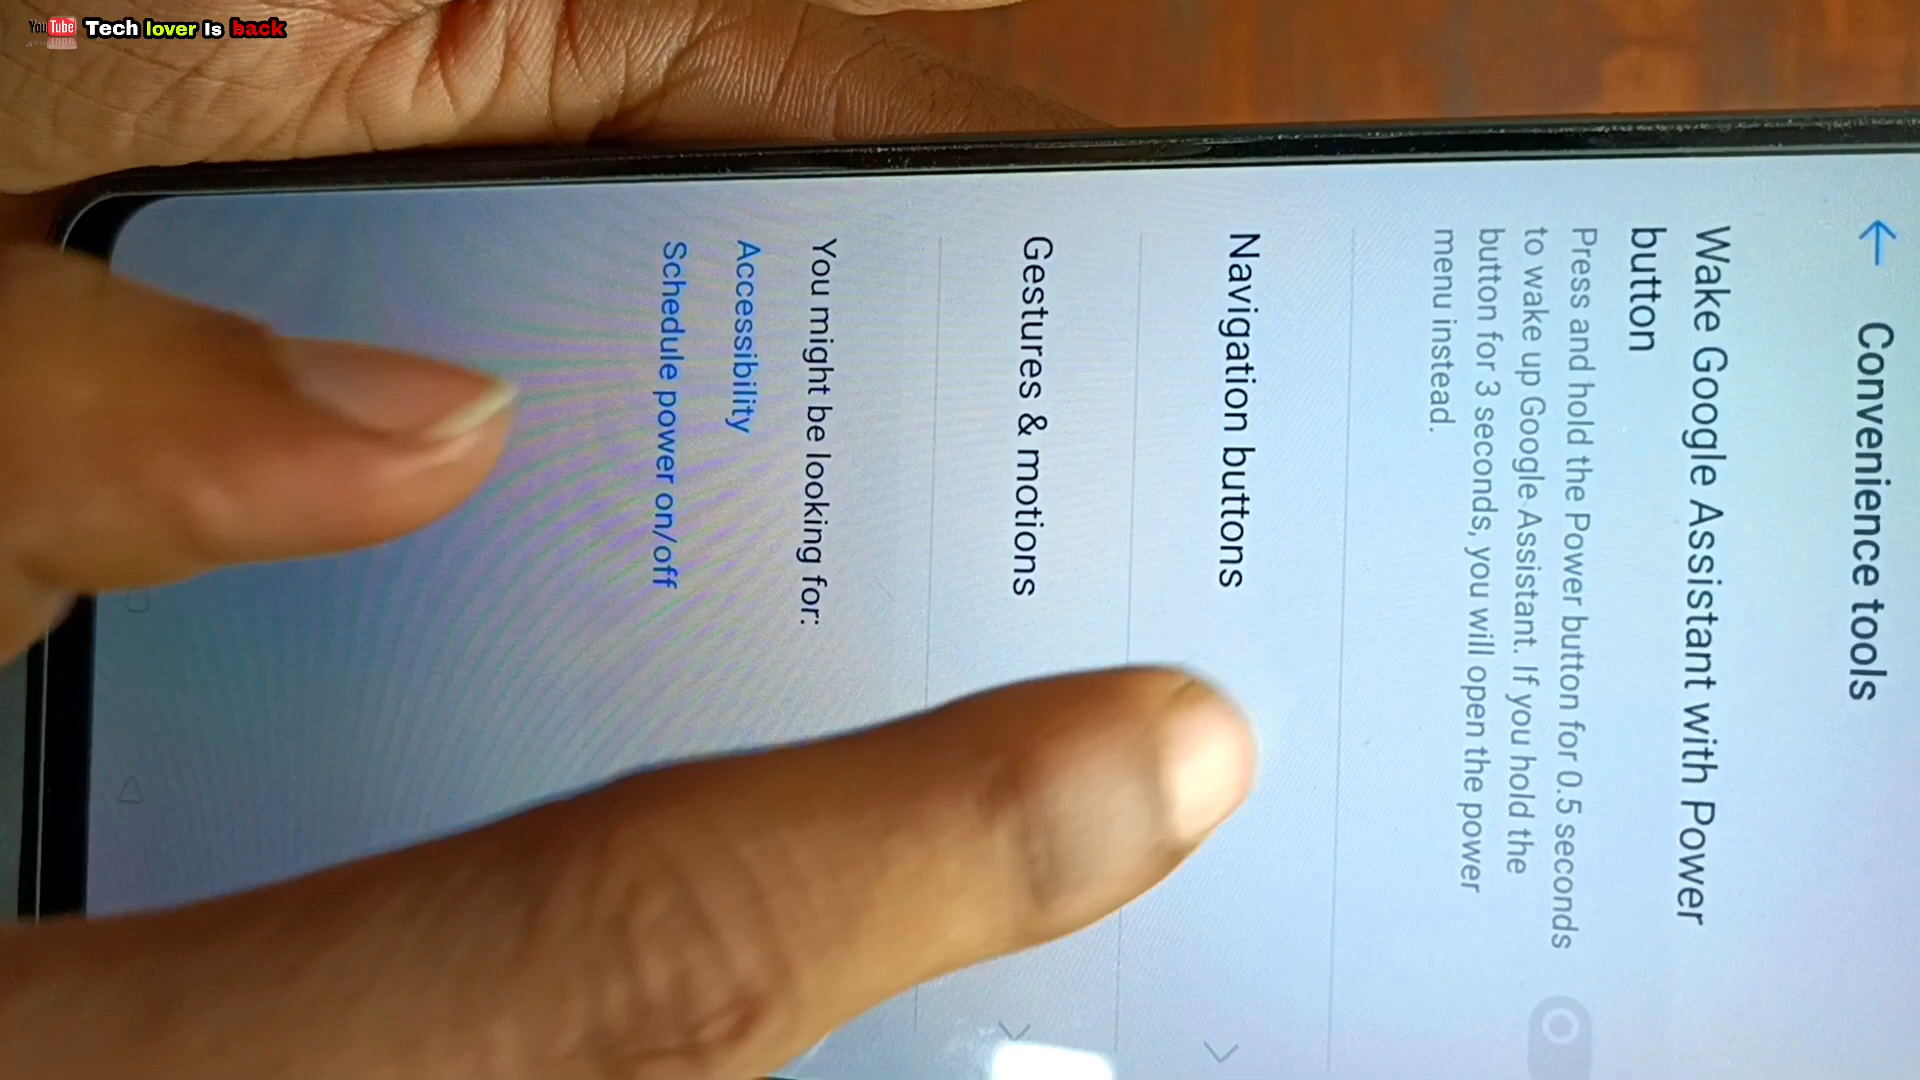 YouTube Tech lover Is back
Convenience tools
Wake Google Assistant with Power
button
Press and hold the Power button for 0.5 seconds
to wake up Google Assistant. If you hold the
button for 3 seconds, you will open the power
menu instead.
Navigation buttons
Gestures & motions
You might be looking for:
Accessibility
Schedule power on/off